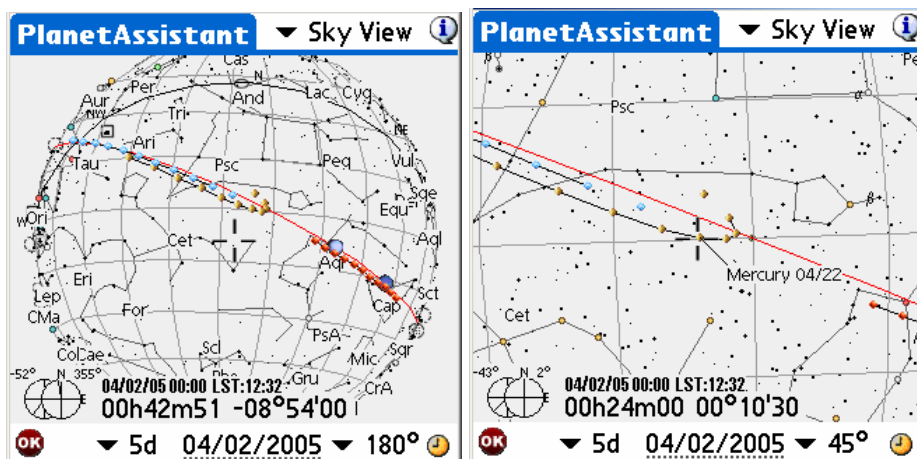 PlanetAssistant ▼ Sky View
Cas
Per
N
And
Lac
Cyg
Aur
NW
Tri
NE
Ari
Tau
Psc
Peg
Vul
Sge
Equ
W
Ori
Cet
Aql
Aqr
Eri
Cap
Sct
Lep
For
CMa
PsA
Col
Cae
Scl
Mic
Sgr
Gru
CrA
-52° N 355°
E
04/02/05 00:00 LST:12:32
00h42m51 -08°54'00
OK ▼ 5d 04/02/2005 ▼ 180°
PlanetAssistant ▼ Sky View
β
Psc
α
β
Mercury 04/22
Cet
-43° N 2°
E
04/02/05 00:00 LST:12:32
00h24m00 00°10'30
OK ▼ 5d 04/02/2005 ▼ 45°